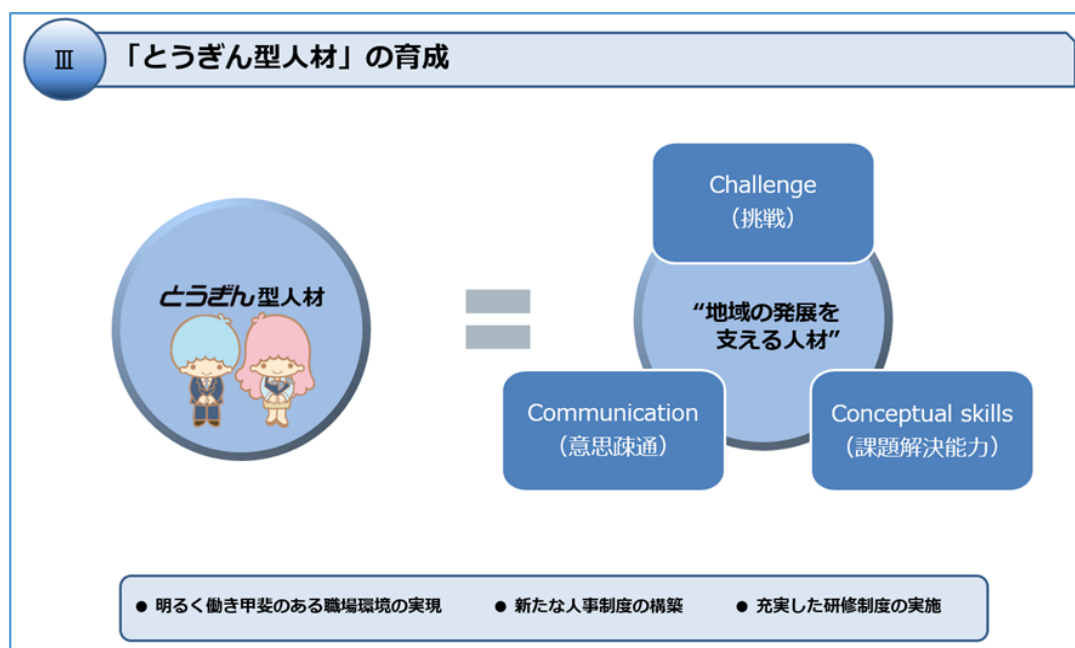 Ⅲ
「とうぎん型人材」の育成
とうぎん型人材
Challenge
（挑戦）
“地域の発展を
支える人材”
Communication
（意思疎通）
Conceptual skills
（課題解決能力）
● 明るく働き甲斐のある職場環境の実現 ● 新たな人事制度の構築 ● 充実した研修制度の実施